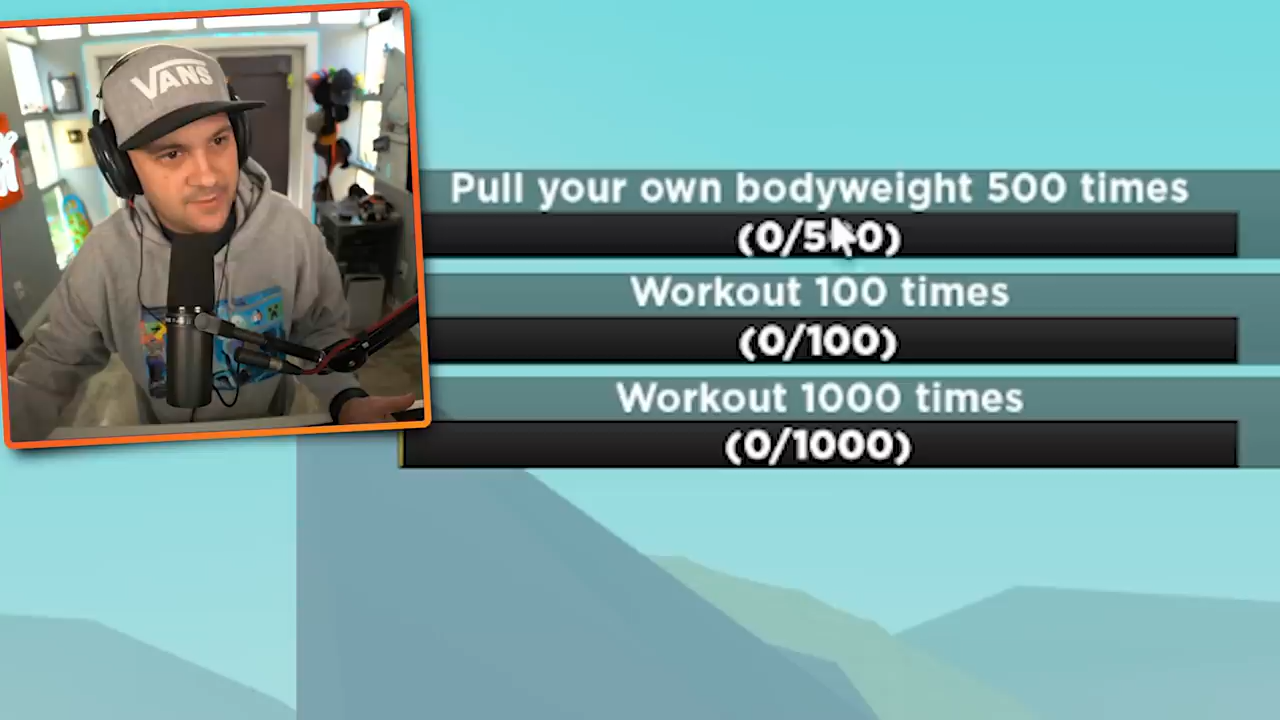 VANS
Pull your own bodyweight 500 times
(0/500)
Workout 100 times
(0/100)
Workout 1000 times
(0/1000)